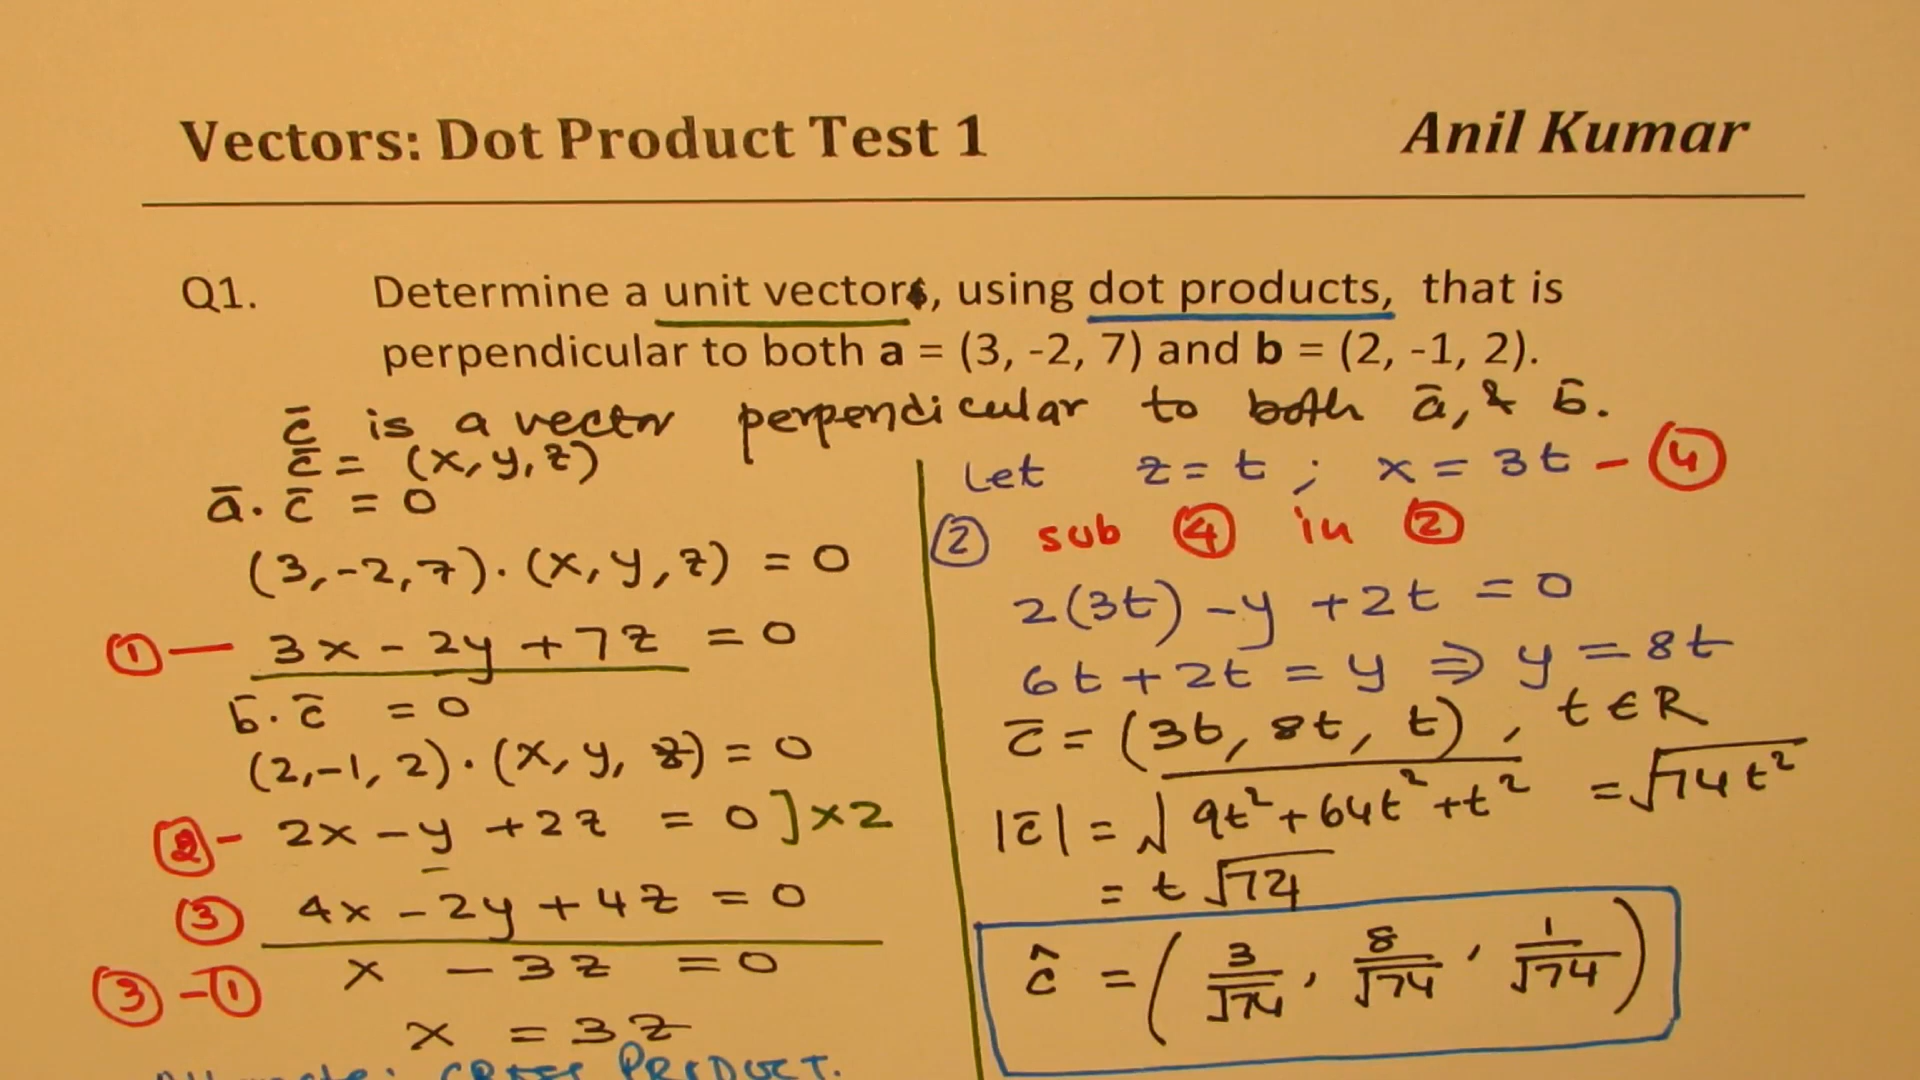 Vectors: Dot Product Test 1 Anil Kumar
Q1. Determine a unit vector, using dot products, that is
perpendicular to both a = (3, -2, 7) and b = (2, -1, 2).
c̄ is a vector perpendicular to both ā, & b̄.
c̄ = (x, y, z)
ā · c̄ = 0
(3, -2, 7) · (x, y, z) = 0
① — 3x - 2y + 7z = 0
b̄ · c̄ = 0
(2, -1, 2) · (x, y, z) = 0
② - 2x - y + 2z = 0 ] × 2
③ 4x - 2y + 4z = 0
③ - ① x - 3z = 0
x = 3z
CROSS PRODUCT.
Let z = t ; x = 3t - ④
② sub ④ in ②
2(3t) - y + 2t = 0
6t + 2t = y ⇒ y = 8t
c̄ = (3t, 8t, t), t ∈ R
|c̄| = √(9t² + 64t² + t²) = √(74t²)
= t √74
ĉ = (3/√74, 8/√74, 1/√74)